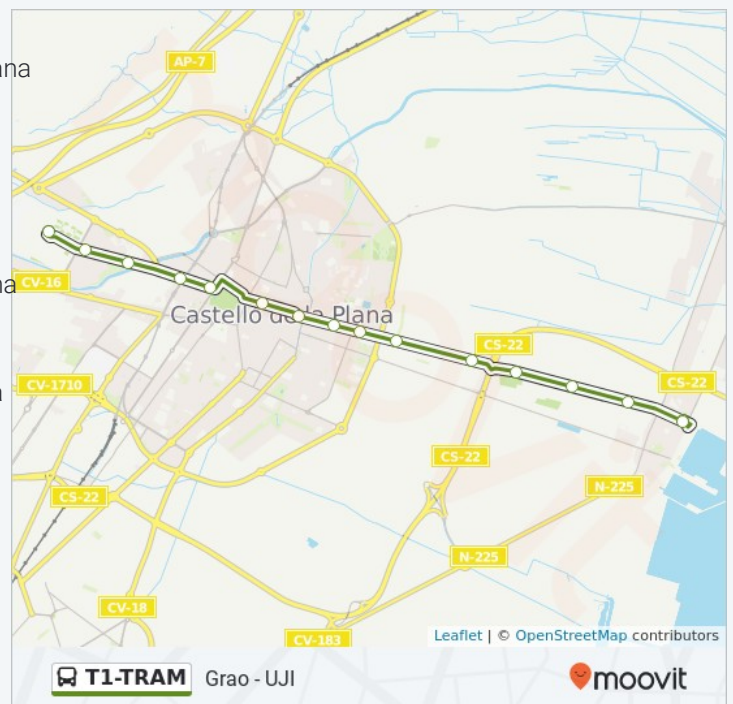 ana
AP-7
na
CV-16
Castelló de la Plana
CS-22
CS-22
CV-1710
a
CS-22
N-225
CS-22
N-225
CV-18
CV-183
Leaflet | © OpenStreetMap contributors
T1-TRAM Grao - UJI moovit